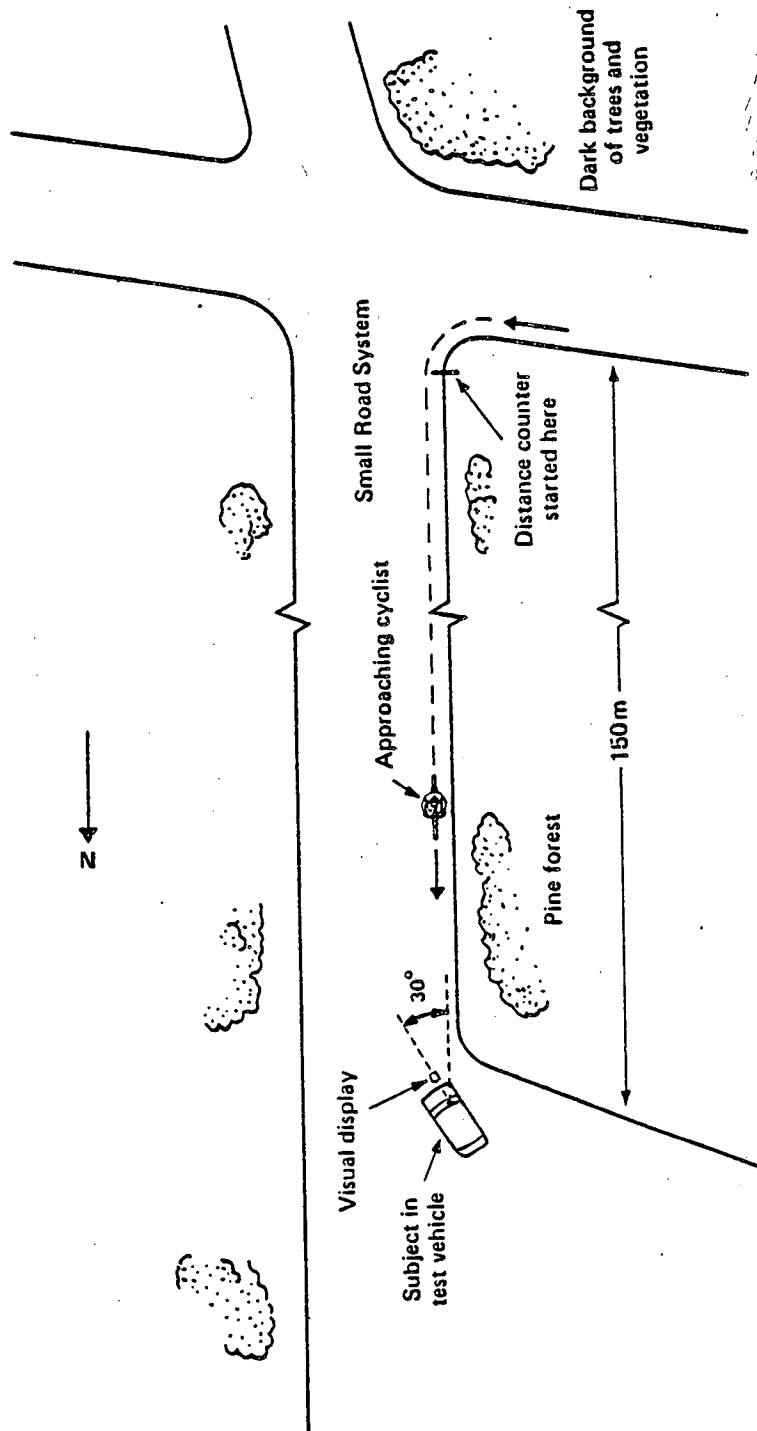 N
Small Road System
Approaching cyclist
Visual display
30°
Subject in
test vehicle
Pine forest
Distance counter
started here
150m
Dark background
of trees and
vegetation